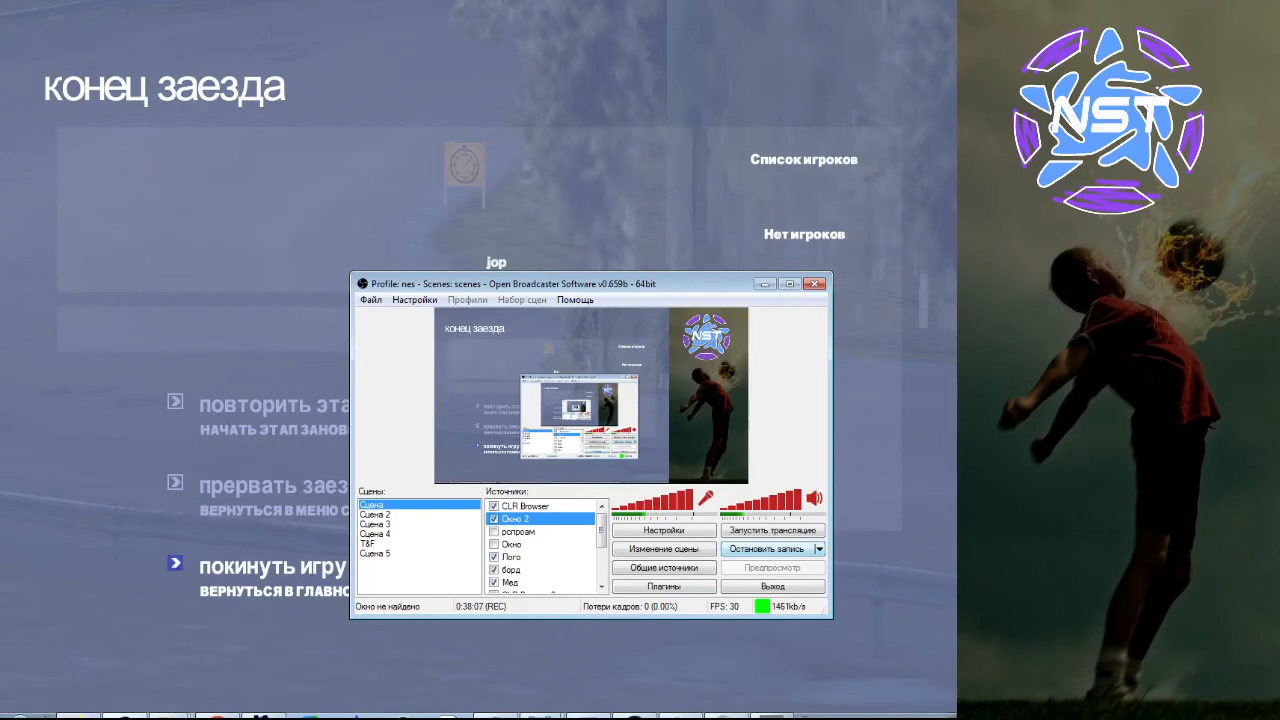 конец заезда
NST
Список игроков
Нет игроков
jop
Profile: nes - Scenes: scenes - Open Broadcaster Software v0.659b - 64bit
Файл Настройки Профили Набор сцен Помощь
конец заезда
NST
Сцены:
Сцена
Сцена 2
Сцена 3
Сцена 4
T&F
Сцена 5
Источники:
CLR Browser
Окно 2
ропроам
Окно
Лого
борд
Мед
Настройки
Запустить трансляцию
Изменение сцены
Остановить запись
Общие источники
Предпросмотр
Плагины
Выход
Окно не найдено
0:38:07 (REC)
Потери кадров: 0 (0.00%)
FPS: 30
1461kb/s
повторить эта
НАЧАТЬ ЭТАП ЗАНОВ
прервать заез
ВЕРНУТЬСЯ В МЕНЮ С
покинуть игру
ВЕРНУТЬСЯ В ГЛАВНО